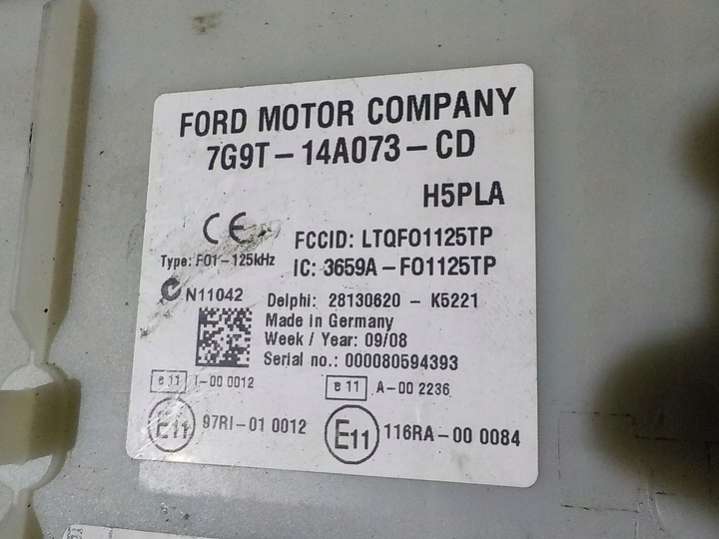 FORD MOTOR COMPANY
7G9T-14A073-CD
H5PLA
CE
FCCID: LTQFO1125TP
Type: FO1-125kHz
IC: 3659A-FO1125TP
N11042
Delphi: 28130620 - K5221
Made in Germany
Week / Year: 09/08
Serial no.: 000080594393
e 11 I-00 0012
e 11 A-00 2236
E11 97RI-01 0012
E11 116RA-00 0084